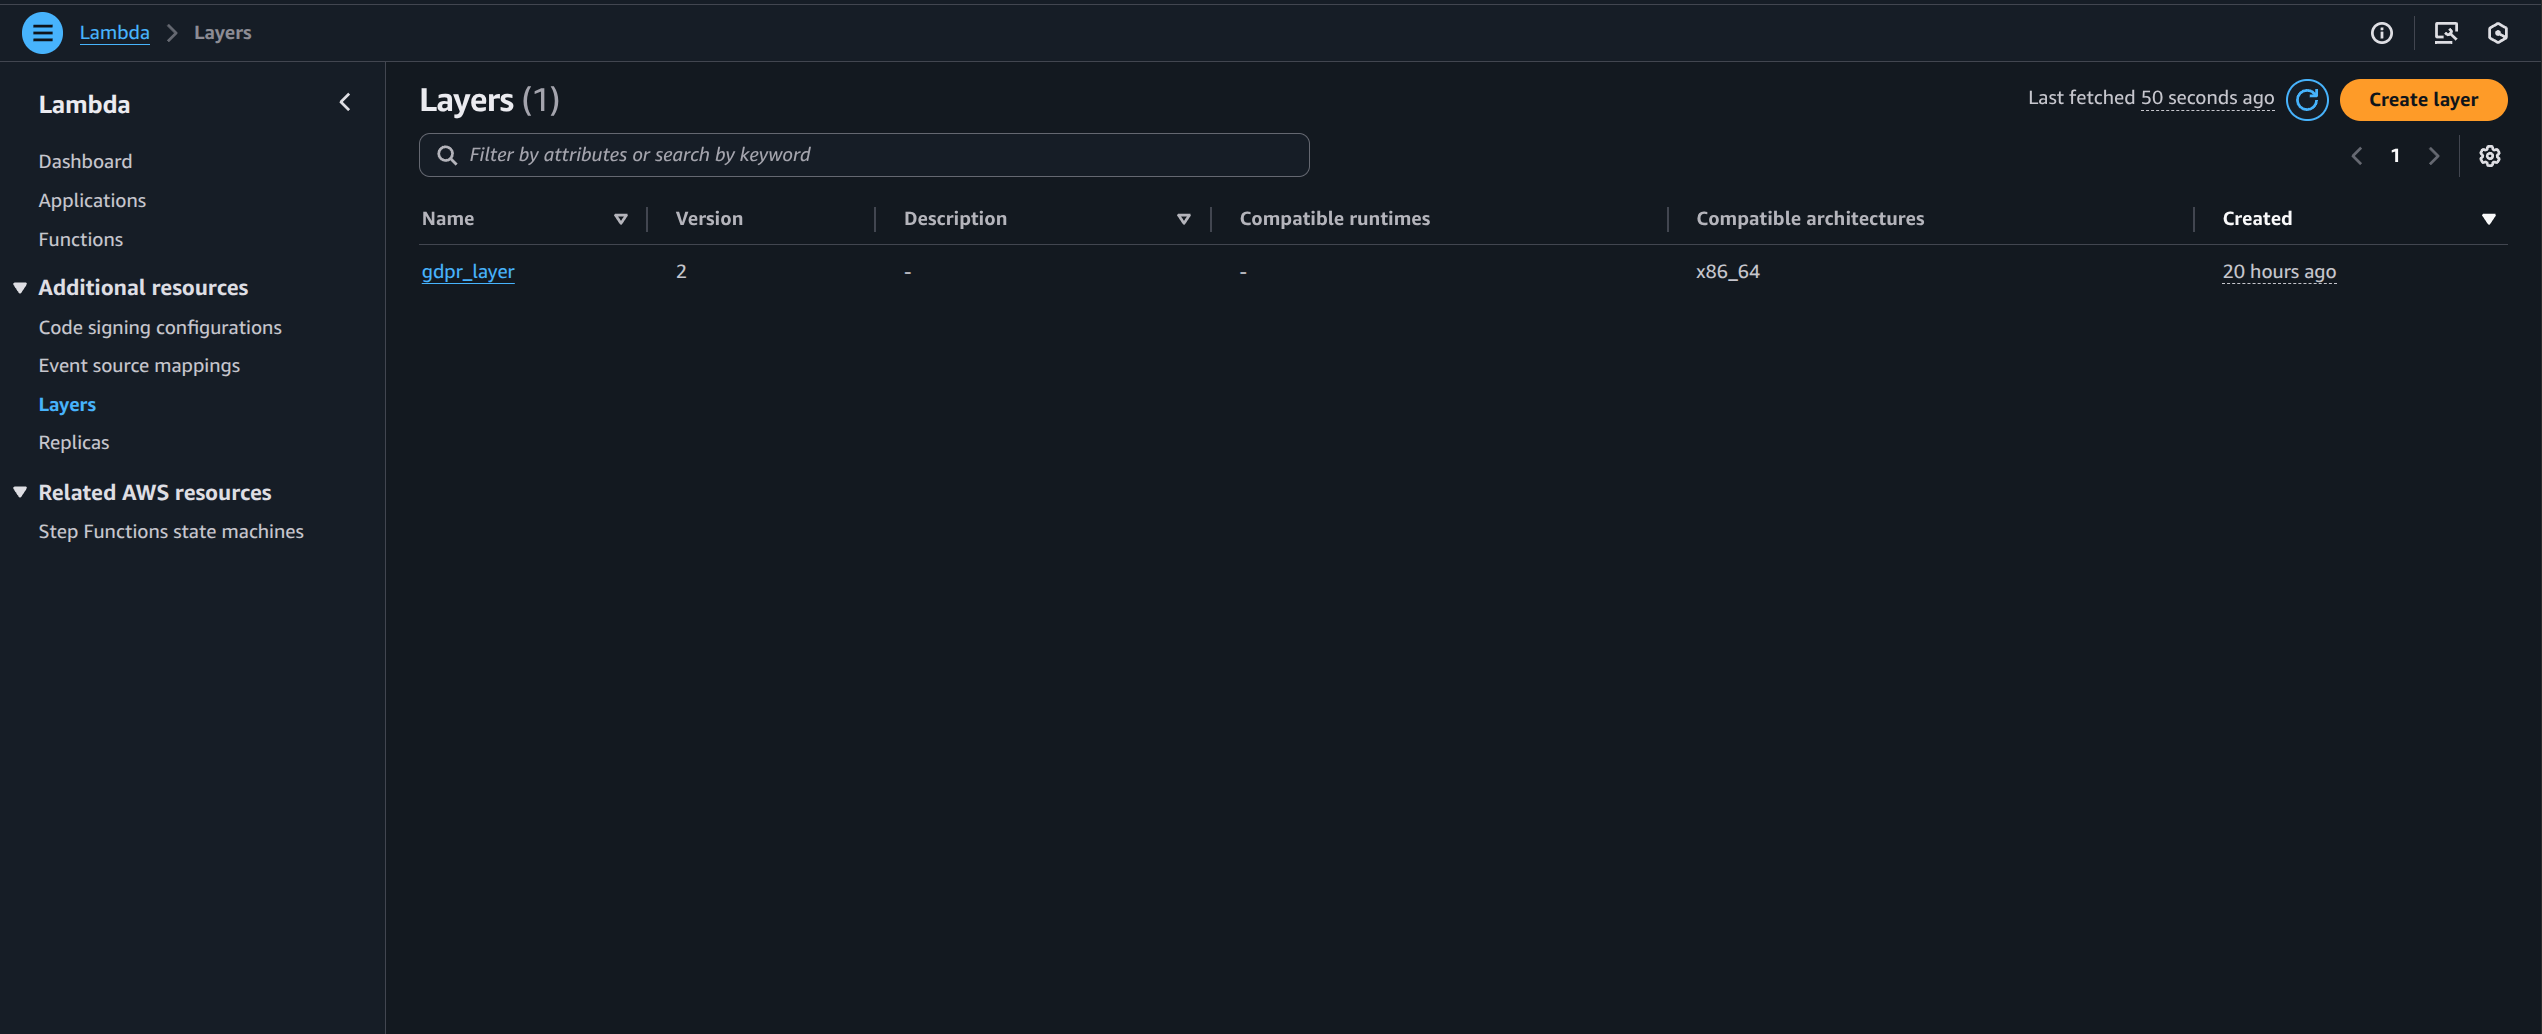 Lambda > Layers
Lambda
Dashboard
Applications
Functions
Additional resources
Code signing configurations
Event source mappings
Layers
Replicas
Related AWS resources
Step Functions state machines
Layers (1)
Last fetched 50 seconds ago
Create layer
Filter by attributes or search by keyword
1
Name Version Description Compatible runtimes Compatible architectures Created
gdpr_layer 2 - - x86_64 20 hours ago